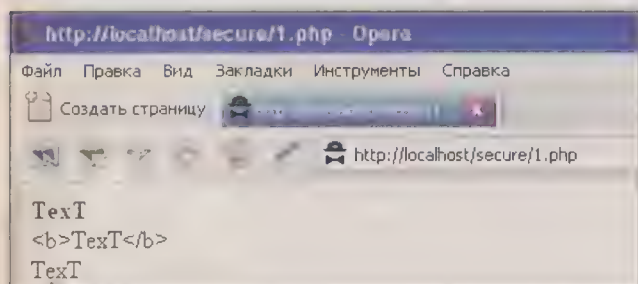 http://localhost/secure/1.php - Opera
Файл Правка Вид Закладки Инструменты Справка
Создать страницу
http://localhost/secure/1.php
TexT
<b>TexT</b>
TexT